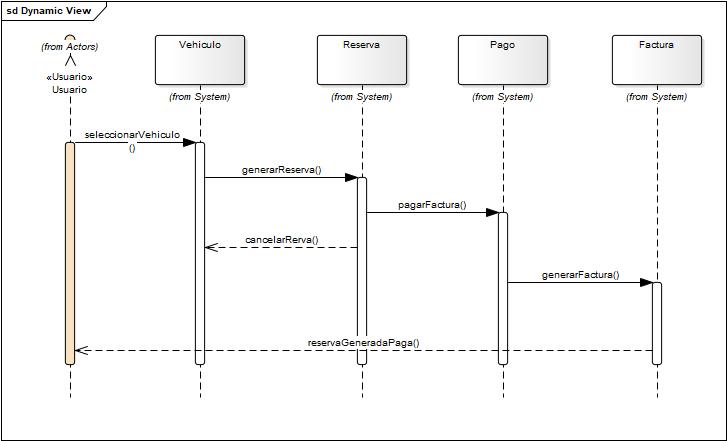 sd Dynamic View
(from Actors)
«Usuario»
Usuario
Vehiculo
(from System)
Reserva
(from System)
Pago
(from System)
Factura
(from System)
seleccionarVehiculo
()
generarReserva()
pagarFactura()
cancelarRerva()
generarFactura()
reservaGeneradaPaga()